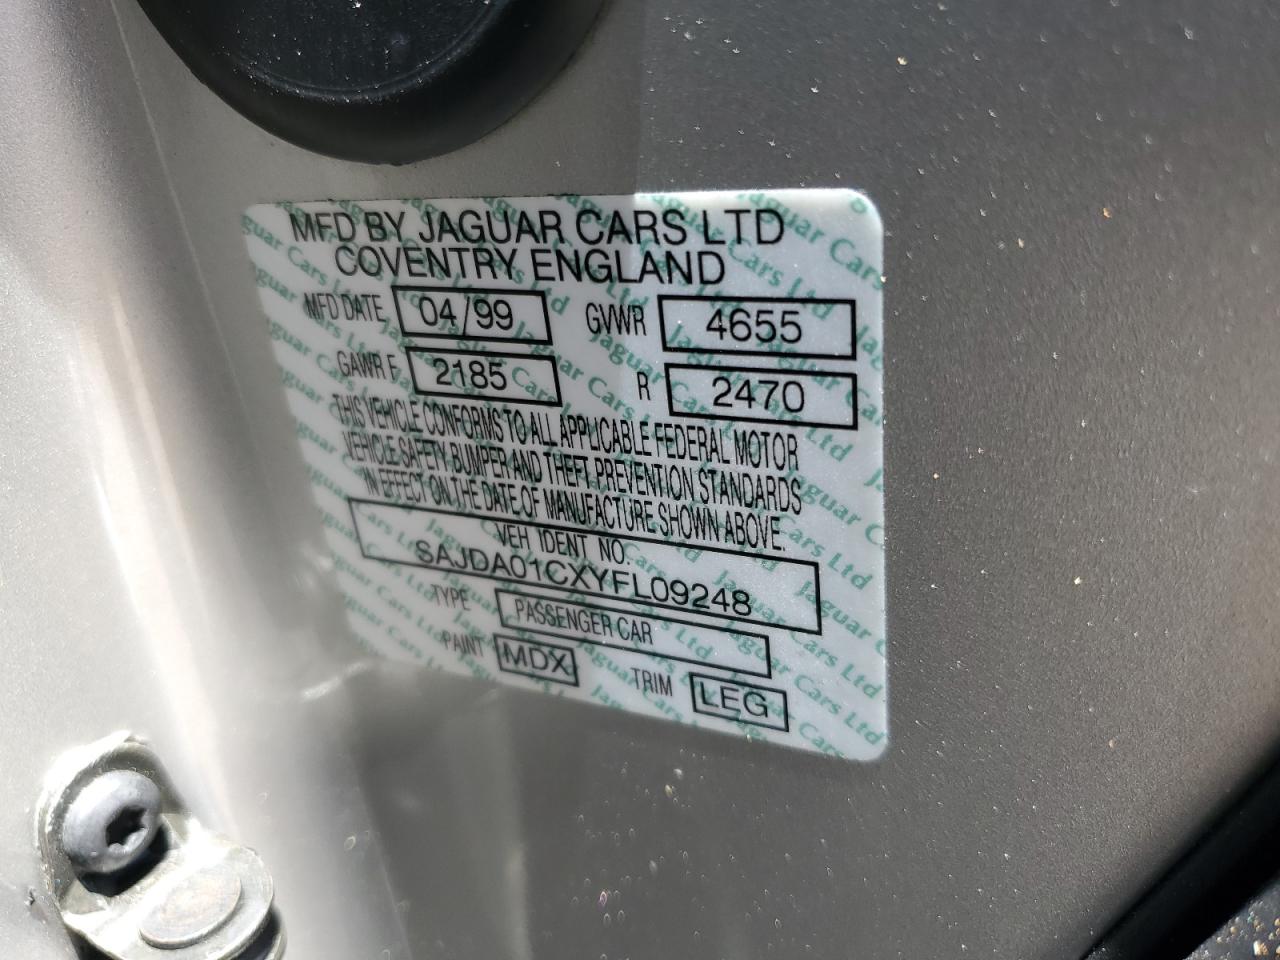 MFD BY JAGUAR CARS LTD
COVENTRY ENGLAND
MFD DATE 04/99 GVWR 4655
GAWR F 2185 R 2470
THIS VEHICLE CONFORMS TO ALL APPLICABLE FEDERAL MOTOR
VEHICLE SAFETY, BUMPER AND THEFT PREVENTION STANDARDS
IN EFFECT ON THE DATE OF MANUFACTURE SHOWN ABOVE.
VEH IDENT NO.
SAJDA01CXYFL09248
TYPE PASSENGER CAR
PAINT MDX TRIM LEG